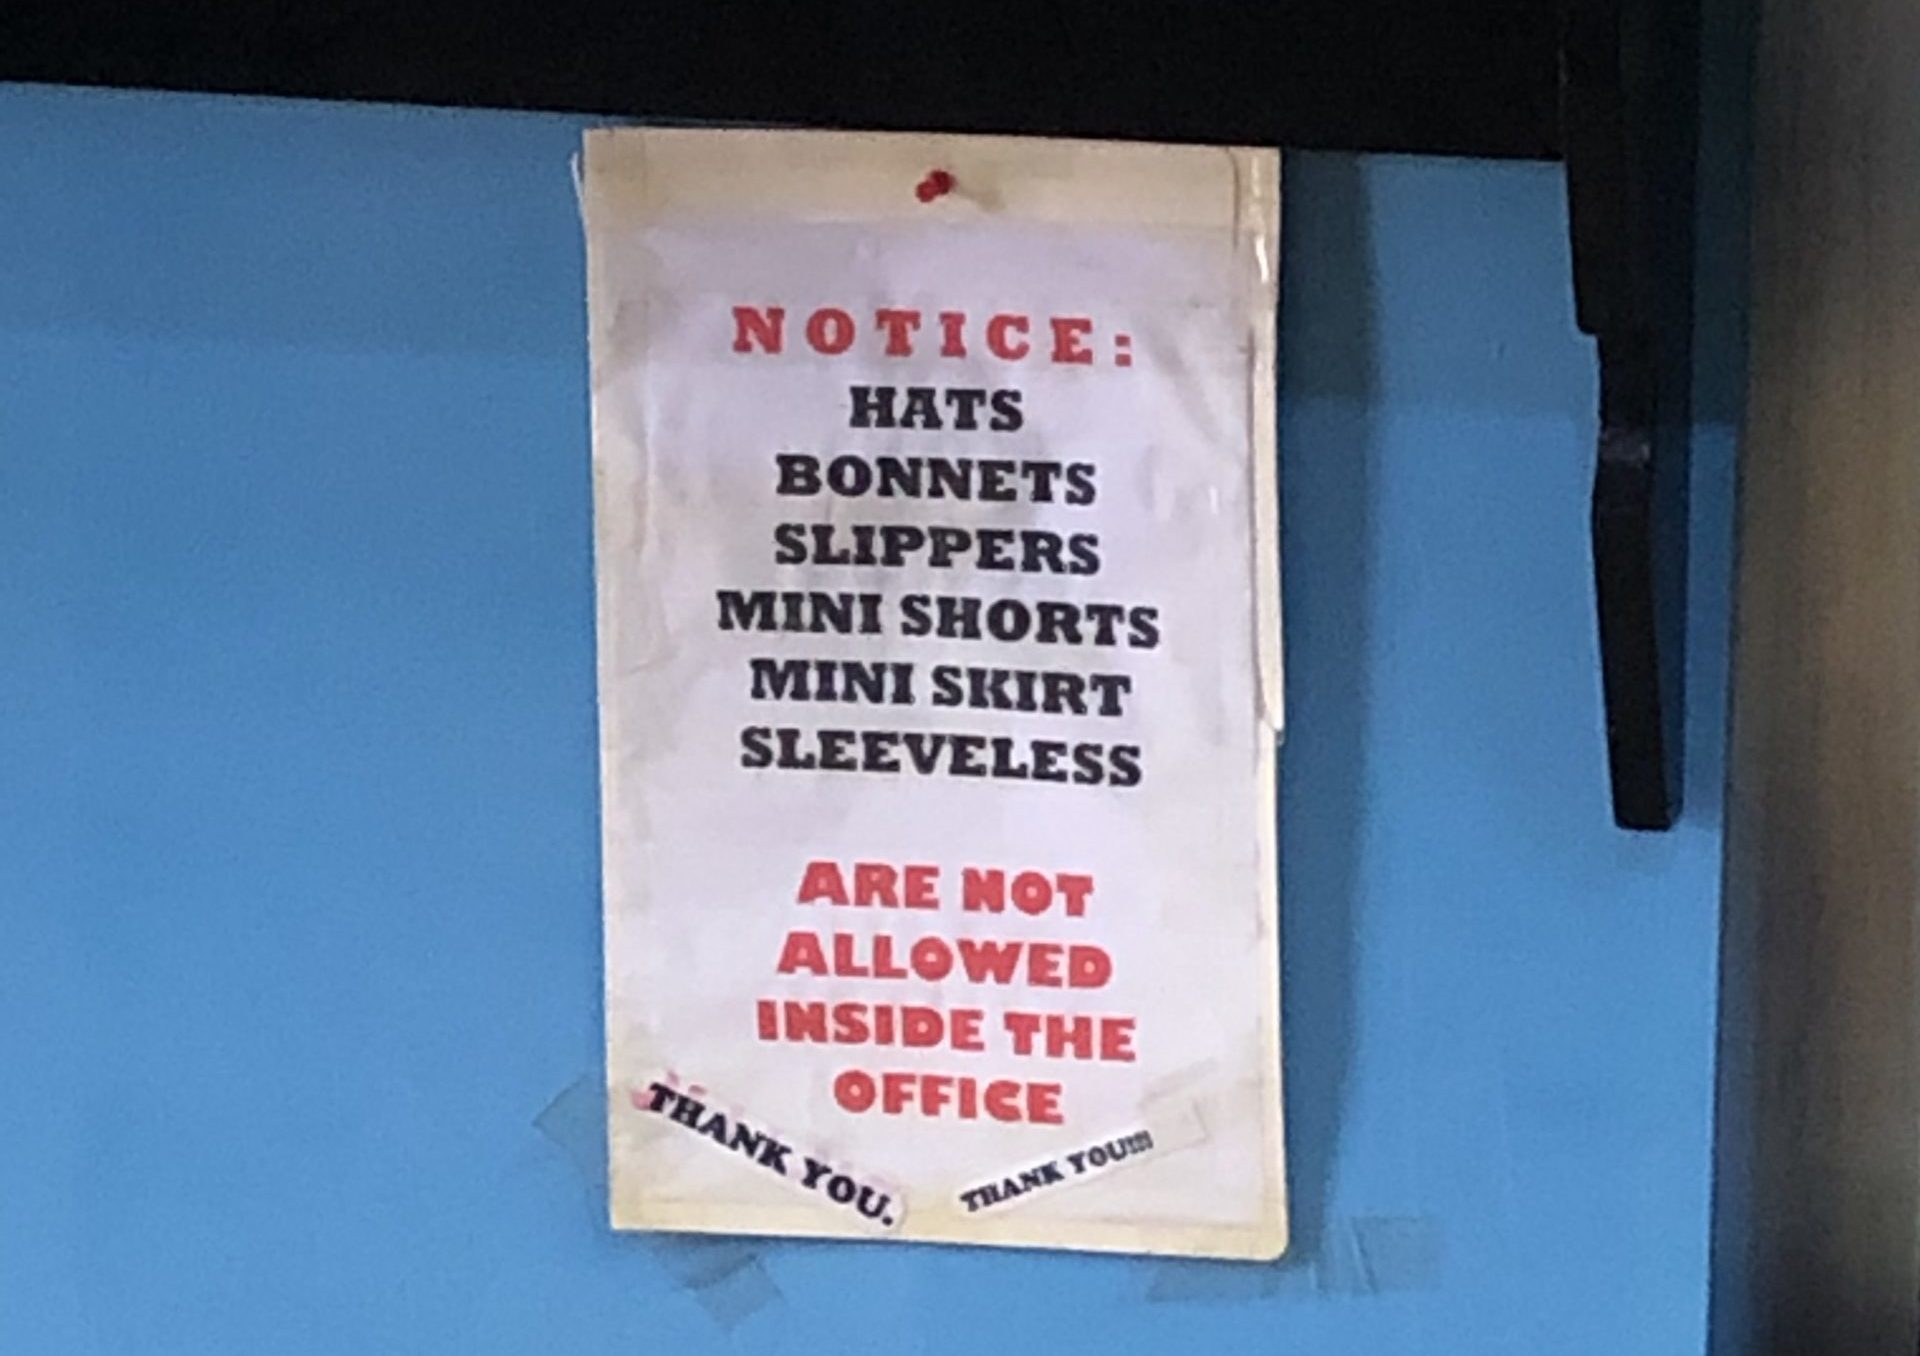 NOTICE:
HATS
BONNETS
SLIPPERS
MINI SHORTS
MINI SKIRT
SLEEVELESS
ARE NOT
ALLOWED
INSIDE THE
OFFICE
THANK YOU.
THANK YOU!!!!